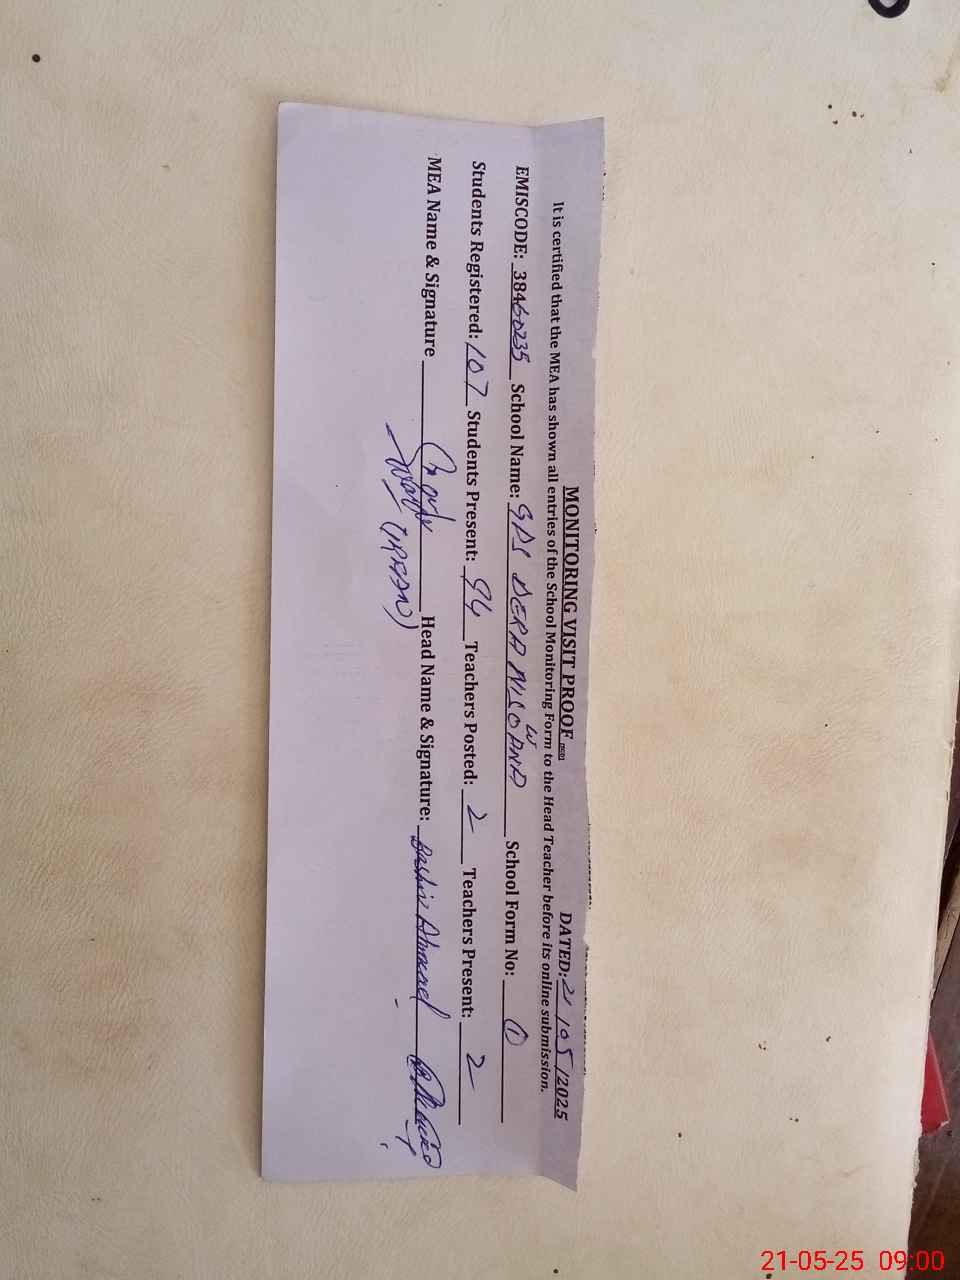 MONITORING VISIT PROOF DATED: 21/05/2025
It is certified that the MEA has shown all entries of the School Monitoring Form to the Head Teacher before its online submission.
EMISCODE: 38460235 School Name: GPS DERA NISOWANA School Form No: 1
Students Registered: 107 Students Present: 94 Teachers Posted: 2 Teachers Present: 2
MEA Name & Signature Head Name & Signature: Bashir Ahmad
(IRFAN)
21-05-25 09:00